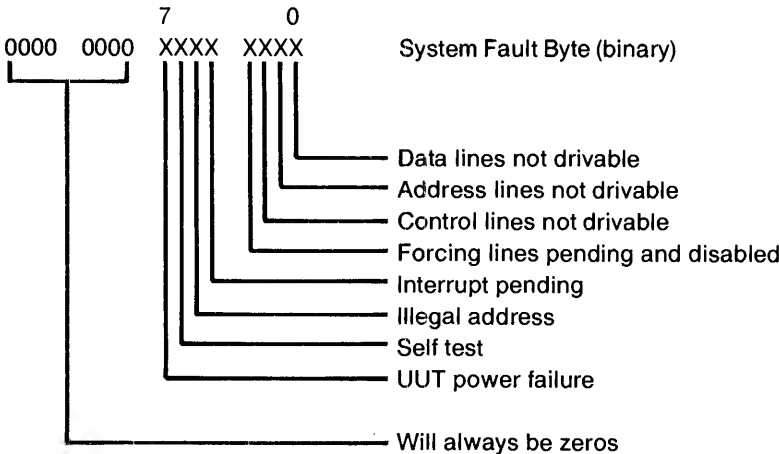 7 0
0000 0000 XXXX XXXX System Fault Byte (binary)
Data lines not drivable
Address lines not drivable
Control lines not drivable
Forcing lines pending and disabled
Interrupt pending
Illegal address
Self test
UUT power failure
Will always be zeros